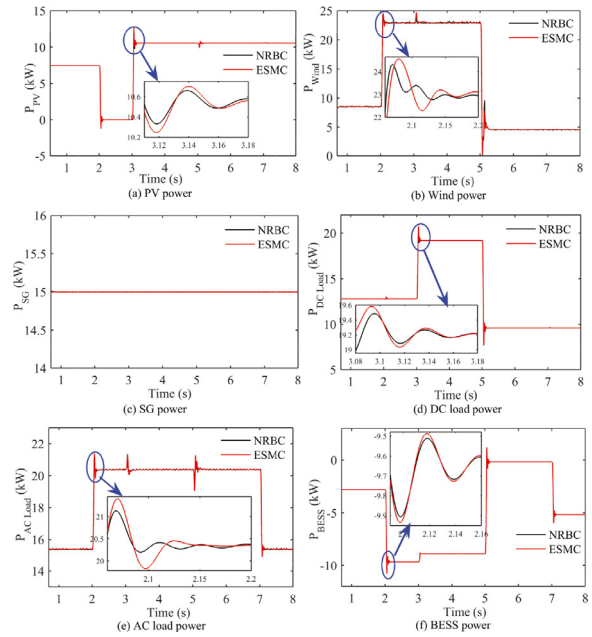 15
10
5
0
-5
P_PV (kW)
NRBC
ESMC
10.6
10.4
10.2
3.12
3.14
3.16
3.18
1 2 3 4 5 6 7 8
Time (s)
(a) PV power
25
20
15
10
5
0
P_Wind (kW)
NRBC
ESMC
24
23
22
2.1
2.15
2.2
1 2 3 4 5 6 7 8
Time (s)
(b) Wind power
16
15.5
15
14.5
14
P_SG (kW)
NRBC
ESMC
1 2 3 4 5 6 7 8
Time (s)
(c) SG power
20
15
10
5
P_DC Load (kW)
NRBC
ESMC
19.6
19.4
19.2
19
3.08 3.1 3.12 3.14 3.16 3.18
1 2 3 4 5 6 7 8
Time (s)
(d) DC load power
22
20
18
16
14
P_AC Load (kW)
NRBC
ESMC
21
20.5
20
2.1
2.15
2.2
1 2 3 4 5 6 7 8
Time (s)
(e) AC load power
0
-5
-10
P_BESS (kW)
-9.5
-9.6
-9.7
-9.8
-9.9
2.12 2.14 2.16
NRBC
ESMC
1 2 3 4 5 6 7 8
Time (s)
(f) BESS power